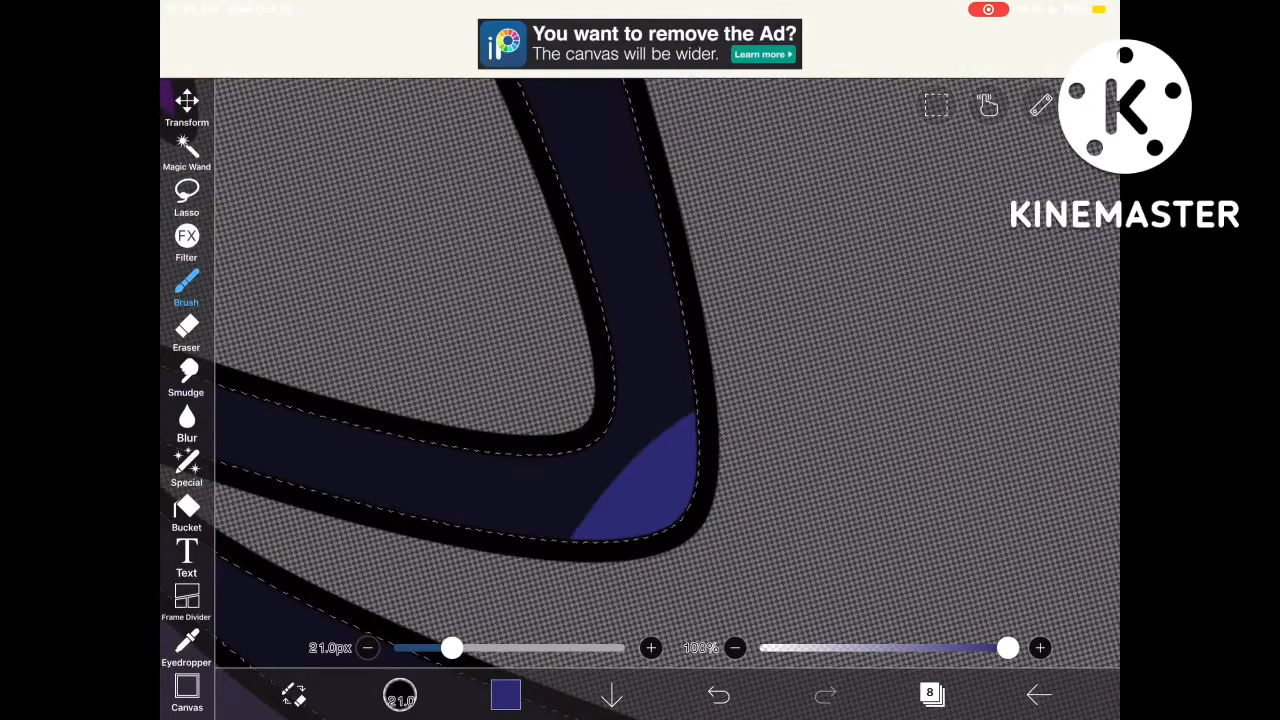 You want to remove the Ad?
The canvas will be wider. Learn more
iP
K
KINEMASTER
Transform
Magic Wand
Lasso
FX
Filter
Brush
Eraser
Smudge
Blur
Special
Bucket
T
Text
Frame Divider
Eyedropper
Canvas
21.0px
100%
21.0
8